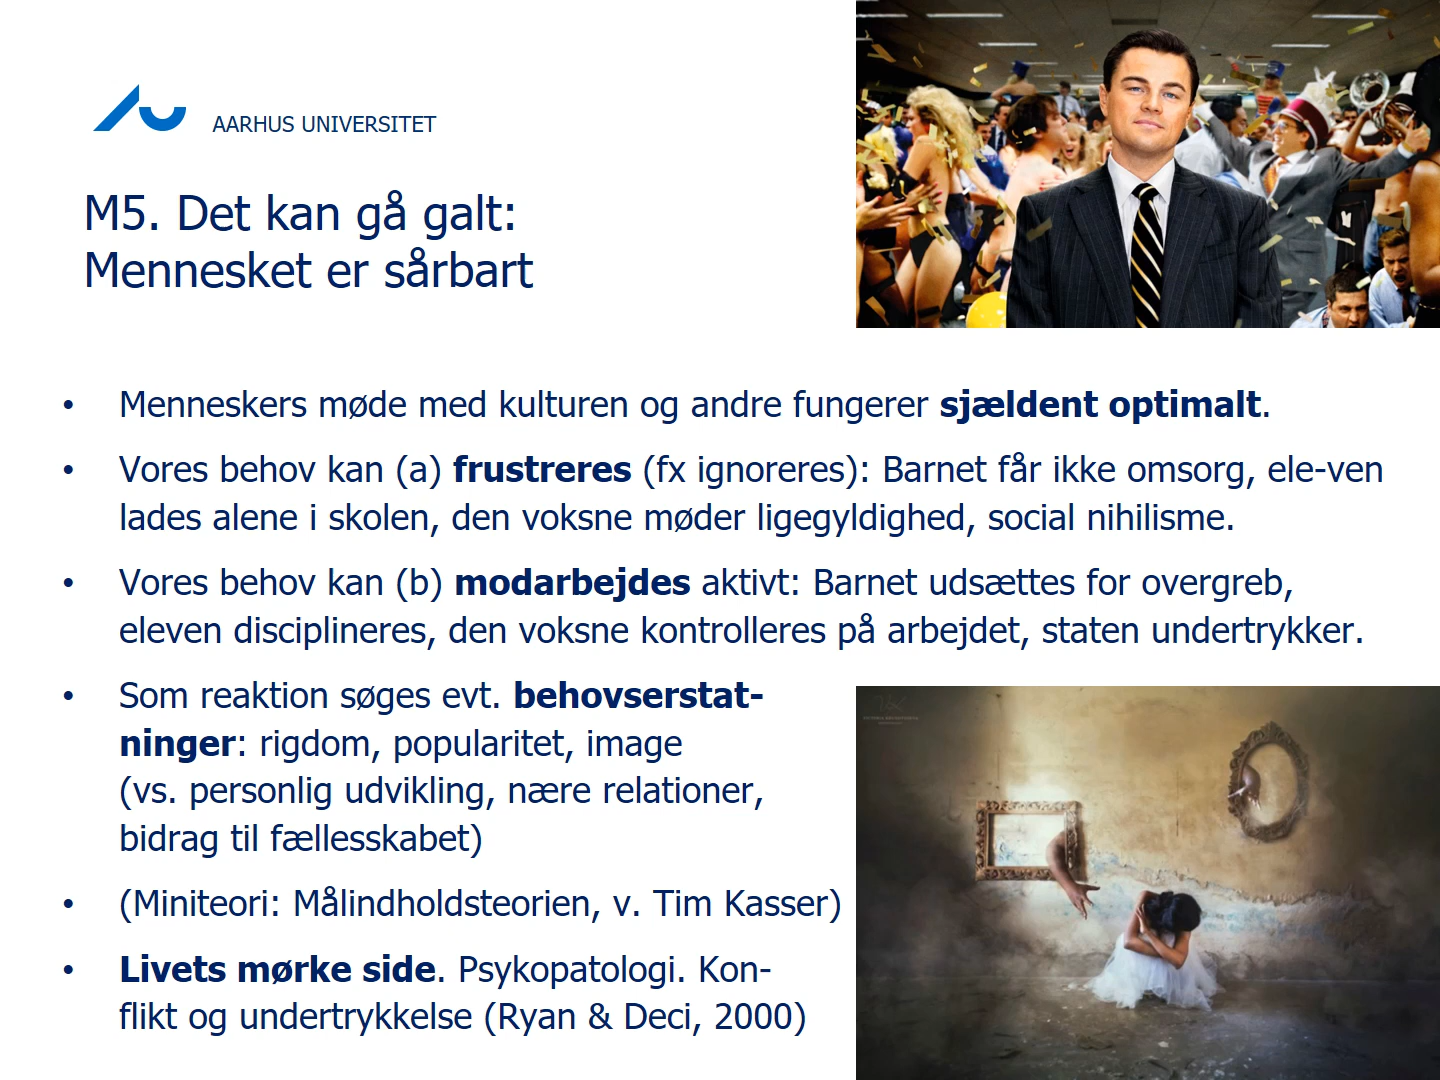 AARHUS UNIVERSITET
M5. Det kan gå galt:
Mennesket er sårbart
• Menneskers møde med kulturen og andre fungerer sjældent optimalt.
• Vores behov kan (a) frustreres (fx ignoreres): Barnet får ikke omsorg, ele-ven
lades alene i skolen, den voksne møder ligegyldighed, social nihilisme.
• Vores behov kan (b) modarbejdes aktivt: Barnet udsættes for overgreb,
eleven disciplineres, den voksne kontrolleres på arbejdet, staten undertrykker.
• Som reaktion søges evt. behovserstat-
ninger: rigdom, popularitet, image
(vs. personlig udvikling, nære relationer,
bidrag til fællesskabet)
• (Miniteori: Målindholdsteorien, v. Tim Kasser)
• Livets mørke side. Psykopatologi. Kon-
flikt og undertrykkelse (Ryan & Deci, 2000)